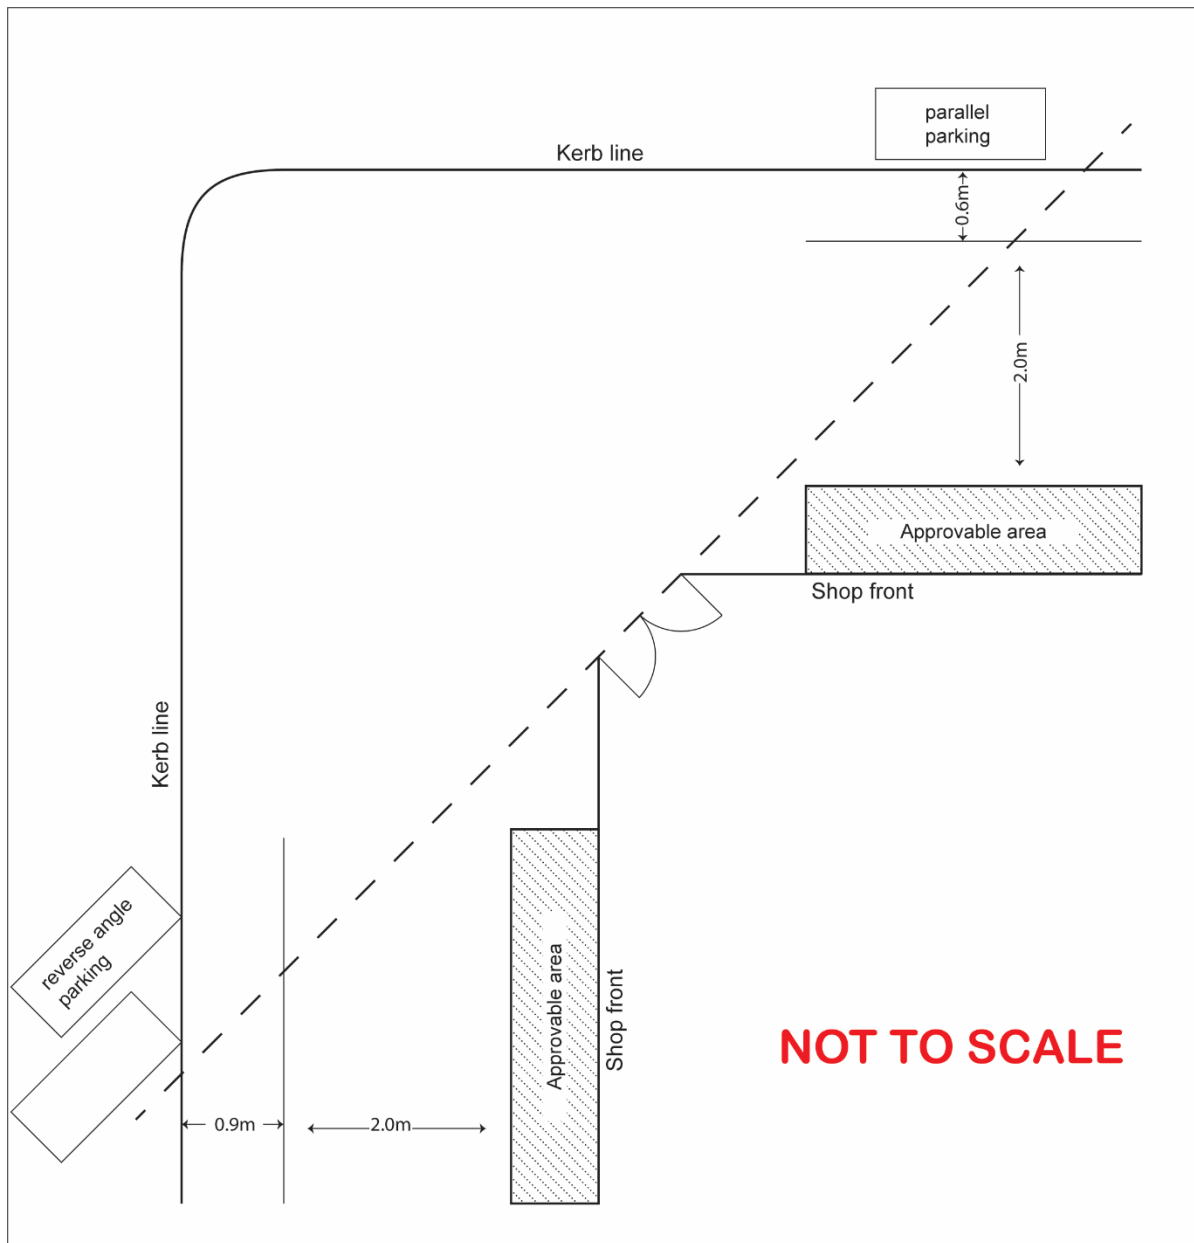 parallel
parking
Kerb line
0.6m
2.0m
Approvable area
Shop front
Kerb line
reverse angle
parking
Approvable area
Shop front
NOT TO SCALE
0.9m
2.0m